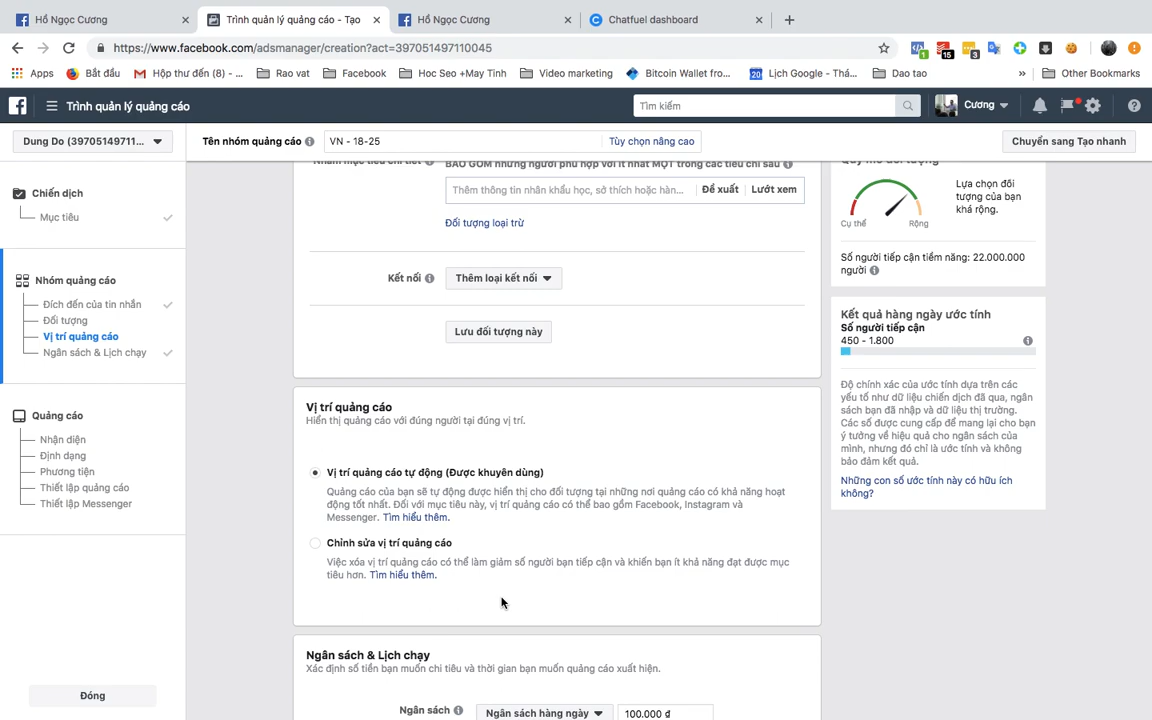 Hồ Ngọc Cương
Trình quản lý quảng cáo - Tạo
Hồ Ngọc Cương
Chatfuel dashboard
https://www.facebook.com/adsmanager/creation?act=397051497110045
1
15
3
Apps
Bắt đầu
Hộp thư đến (8) - ...
Rao vat
Facebook
Hoc Seo +May Tinh
Video marketing
Bitcoin Wallet fro...
20
Lịch Google - Thá...
Dao tao
»
Other Bookmarks
Trình quản lý quảng cáo
Tìm kiếm
Cương
Dung Do (39705149711...
Tên nhóm quảng cáo
VN - 18-25
Tùy chọn nâng cao
Chuyển sang Tạo nhanh
Chiến dịch
Mục tiêu
Nhóm quảng cáo
Đích đến của tin nhắn
Đối tượng
Vị trí quảng cáo
Ngân sách & Lịch chạy
Quảng cáo
Nhận diện
Định dạng
Phương tiện
Thiết lập quảng cáo
Thiết lập Messenger
Đóng
Nhắm mục tiêu chi tiết
BAO GỒM những người phù hợp với ít nhất MỘT trong các tiêu chí sau
Thêm thông tin nhân khẩu học, sở thích hoặc hàn...
Đề xuất
Lướt xem
Đối tượng loại trừ
Kết nối
Thêm loại kết nối
Lưu đối tượng này
Vị trí quảng cáo
Hiển thị quảng cáo với đúng người tại đúng vị trí.
Vị trí quảng cáo tự động (Được khuyên dùng)
Quảng cáo của bạn sẽ tự động được hiển thị cho đối tượng tại những nơi quảng cáo có khả năng hoạt
động tốt nhất. Đối với mục tiêu này, vị trí quảng cáo có thể bao gồm Facebook, Instagram và
Messenger. Tìm hiểu thêm.
Chỉnh sửa vị trí quảng cáo
Việc xóa vị trí quảng cáo có thể làm giảm số người bạn tiếp cận và khiến bạn ít khả năng đạt được mục
tiêu hơn. Tìm hiểu thêm.
Ngân sách & Lịch chạy
Xác định số tiền bạn muốn chi tiêu và thời gian bạn muốn quảng cáo xuất hiện.
Ngân sách
Ngân sách hàng ngày
100.000 ₫
Quy mô đối tượng
Cụ thể
Rộng
Lựa chọn đối
tượng của bạn
khá rộng.
Số người tiếp cận tiềm năng: 22.000.000
người
Kết quả hàng ngày ước tính
Số người tiếp cận
450 - 1.800
Độ chính xác của ước tính dựa trên các
yếu tố như dữ liệu chiến dịch đã qua, ngân
sách bạn đã nhập và dữ liệu thị trường.
Các số được cung cấp để mang lại cho bạn
ý tưởng về hiệu quả cho ngân sách của
mình, nhưng đó chỉ là ước tính và không
bảo đảm kết quả.
Những con số ước tính này có hữu ích
không?